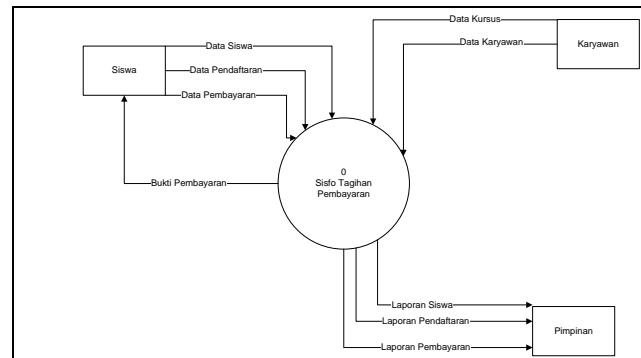 Data Kursus
Data Siswa
Data Karyawan
Karyawan
Siswa
Data Pendaftaran
Data Pembayaran
0
Sisfo Tagihan
Pembayaran
Bukti Pembayaran
Laporan Siswa
Laporan Pendaftaran
Pimpinan
Laporan Pembayaran